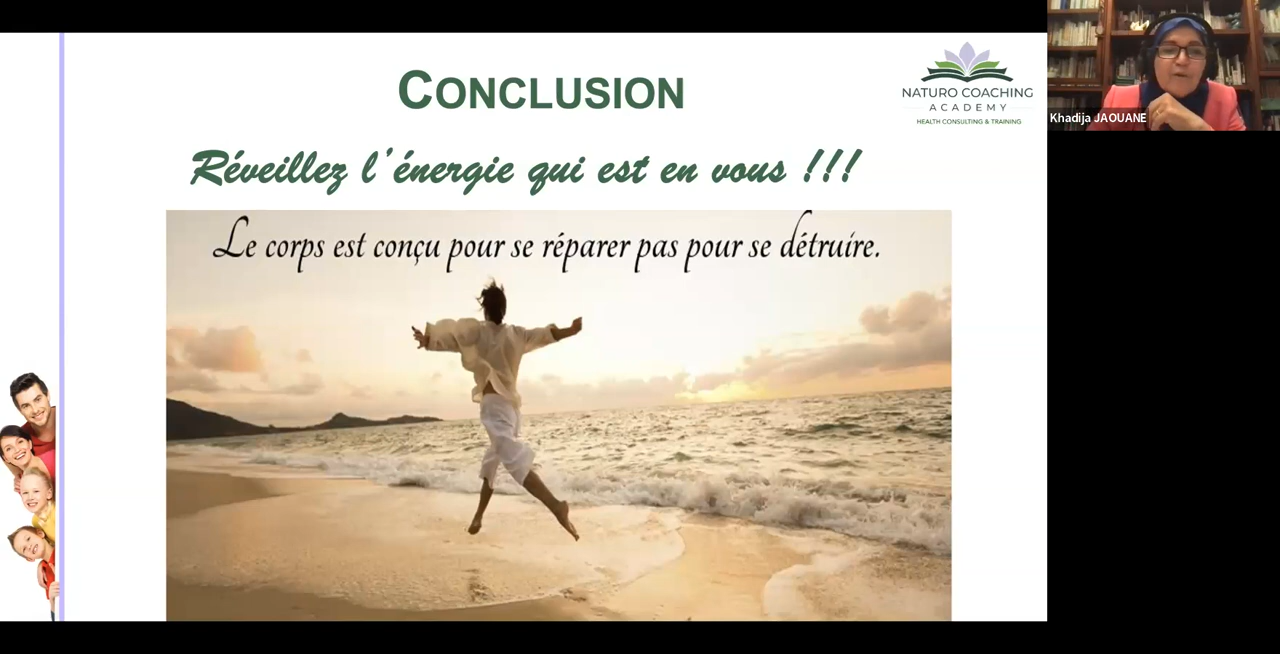 CONCLUSION
NATURO COACHING
ACADEMY
HEALTH CONSULTING & TRAINING
Khadija JAOUANE
Réveillez l'énergie qui est en vous !!!
Le corps est conçu pour se réparer pas pour se détruire.